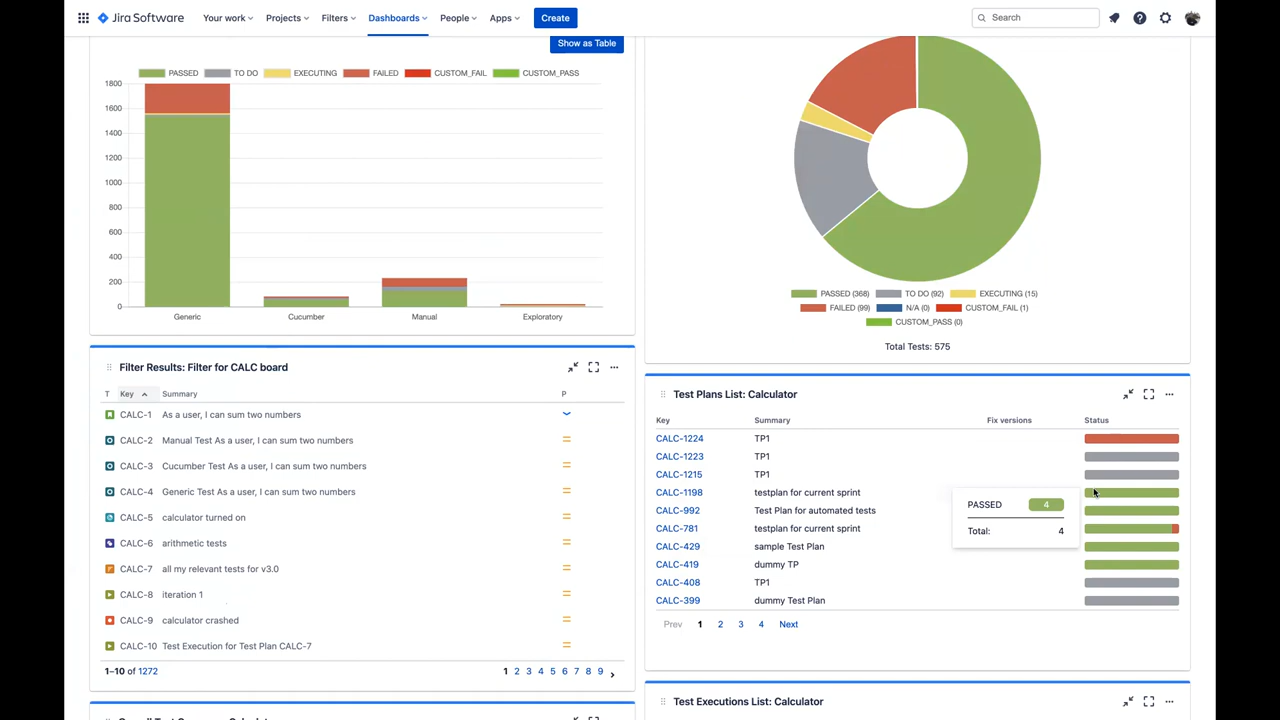 Jira Software Your work Projects Filters Dashboards People Apps Create Search
Show as Table
PASSED TO DO EXECUTING FAILED CUSTOM_FAIL CUSTOM_PASS
1800
1600
1400
1200
1000
800
600
400
200
0
Generic Cucumber Manual Exploratory
PASSED (368) TO DO (92) EXECUTING (15)
FAILED (99) N/A (0) CUSTOM_FAIL (1)
CUSTOM_PASS (0)
Total Tests: 575
Filter Results: Filter for CALC board
T Key Summary P
CALC-1 As a user, I can sum two numbers
CALC-2 Manual Test As a user, I can sum two numbers
CALC-3 Cucumber Test As a user, I can sum two numbers
CALC-4 Generic Test As a user, I can sum two numbers
CALC-5 calculator turned on
CALC-6 arithmetic tests
CALC-7 all my relevant tests for v3.0
CALC-8 iteration 1
CALC-9 calculator crashed
CALC-10 Test Execution for Test Plan CALC-7
1–10 of 1272 1 2 3 4 5 6 7 8 9
Test Plans List: Calculator
Key Summary Fix versions Status
CALC-1224 TP1
CALC-1223 TP1
CALC-1215 TP1
CALC-1198 testplan for current sprint
CALC-992 Test Plan for automated tests
CALC-781 testplan for current sprint
CALC-429 sample Test Plan
CALC-419 dummy TP
CALC-408 TP1
CALC-399 dummy Test Plan
PASSED 4
Total: 4
Prev 1 2 3 4 Next
Test Executions List: Calculator